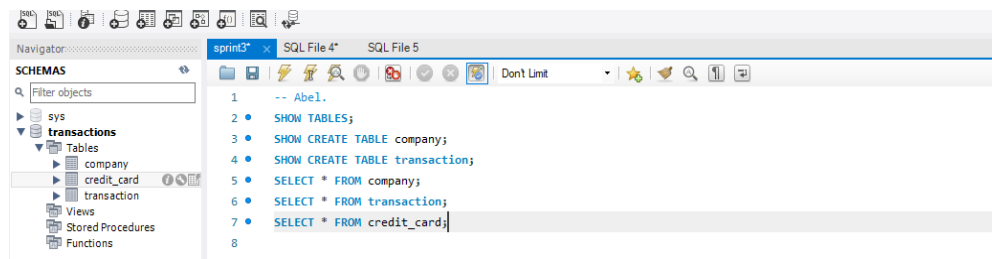 SQL SQL
Navigator
sprint3* SQL File 4* SQL File 5
SCHEMAS
Don't Limit
Filter objects
sys
transactions
Tables
company
credit_card
transaction
Views
Stored Procedures
Functions
1 -- Abel.
2 SHOW TABLES;
3 SHOW CREATE TABLE company;
4 SHOW CREATE TABLE transaction;
5 SELECT * FROM company;
6 SELECT * FROM transaction;
7 SELECT * FROM credit_card;
8